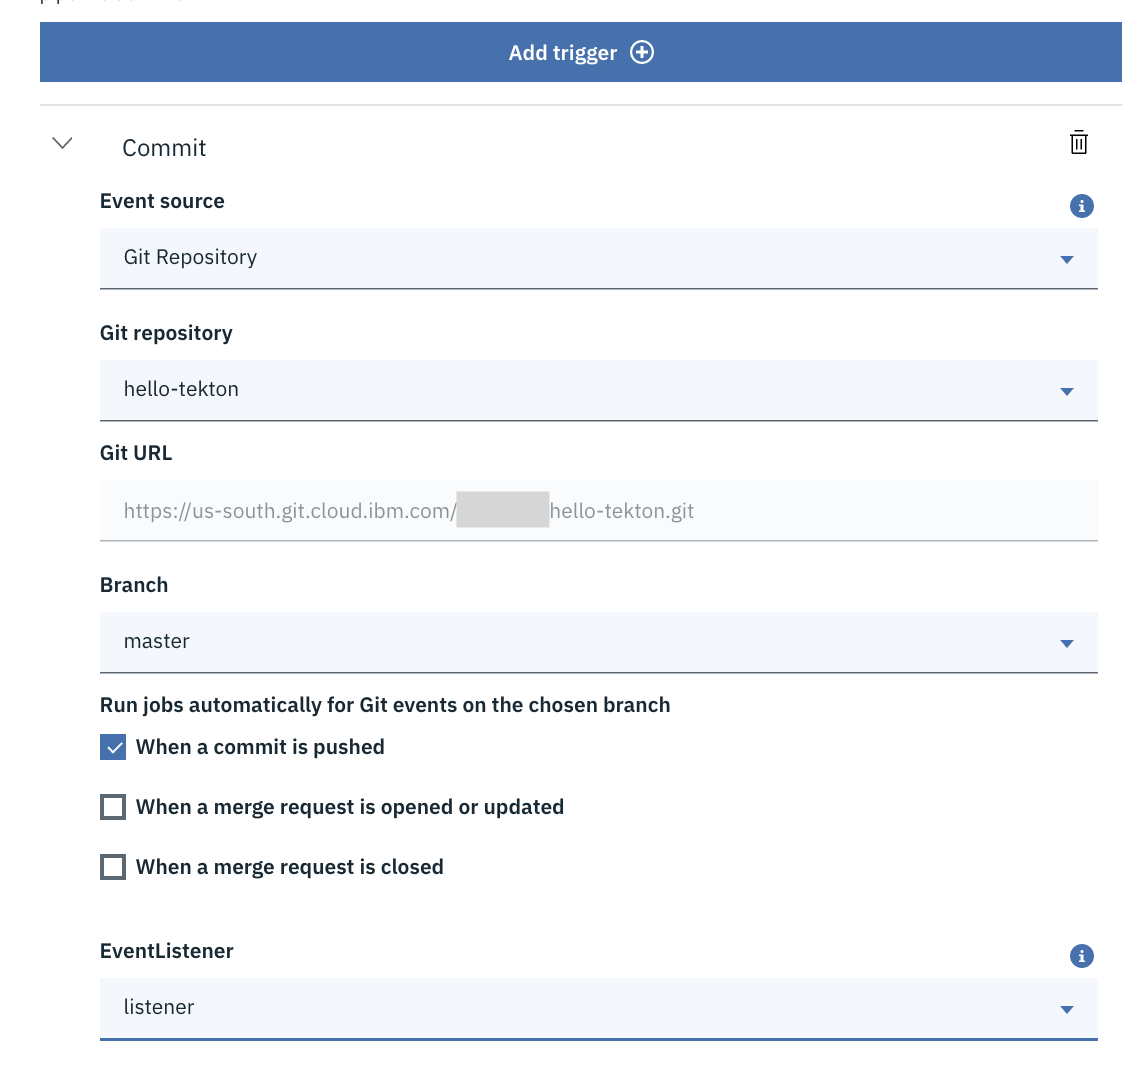 Add trigger
Commit
Event source
Git Repository
Git repository
hello-tekton
Git URL
https://us-south.git.cloud.ibm.com/ hello-tekton.git
Branch
master
Run jobs automatically for Git events on the chosen branch
When a commit is pushed
When a merge request is opened or updated
When a merge request is closed
EventListener
listener